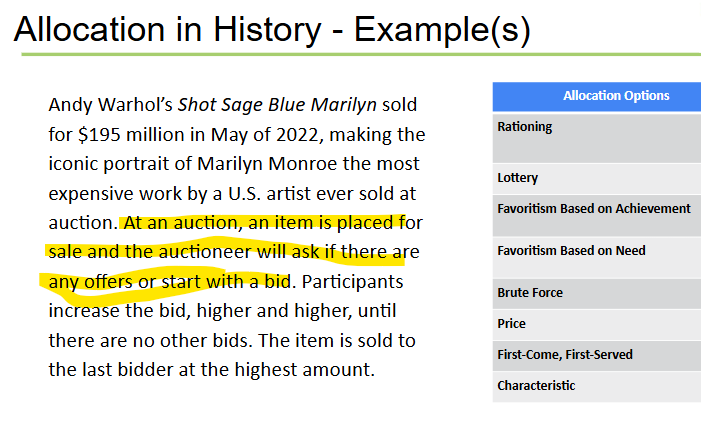 Allocation in History - Example(s)
Andy Warhol's Shot Sage Blue Marilyn sold
for $195 million in May of 2022, making the
iconic portrait of Marilyn Monroe the most
expensive work by a U.S. artist ever sold at
auction. At an auction, an item is placed for
sale and the auctioneer will ask if there are
any offers or start with a bid. Participants
increase the bid, higher and higher, until
there are no other bids. The item is sold to
the last bidder at the highest amount.
Allocation Options
Rationing
Lottery
Favoritism Based on Achievement
Favoritism Based on Need
Brute Force
Price
First-Come, First-Served
Characteristic